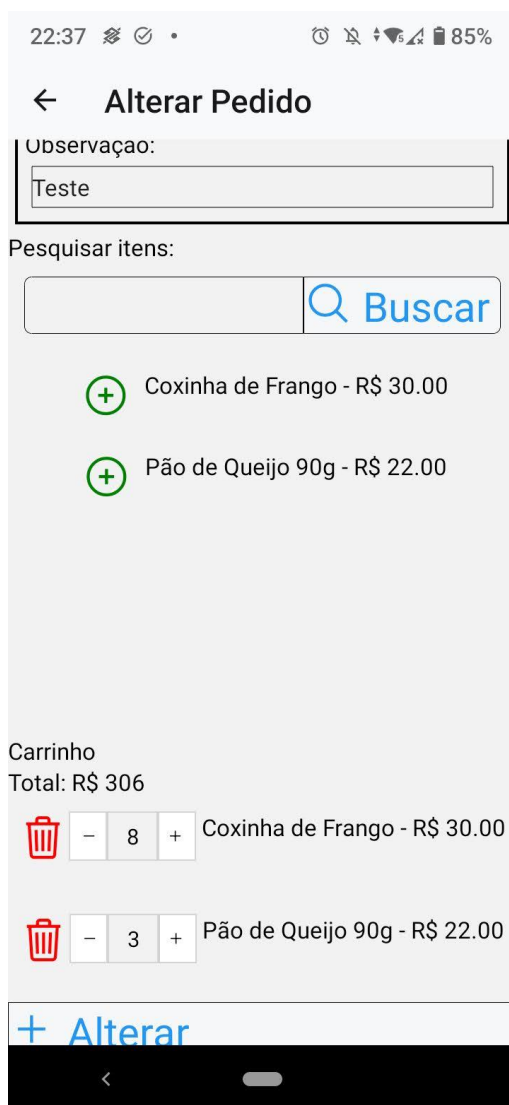 22:37 85%
Alterar Pedido
Observação:
Teste
Pesquisar itens:
Buscar
Coxinha de Frango - R$ 30.00
Pão de Queijo 90g - R$ 22.00
Carrinho
Total: R$ 306
− 8 + Coxinha de Frango - R$ 30.00
− 3 + Pão de Queijo 90g - R$ 22.00
+ Alterar